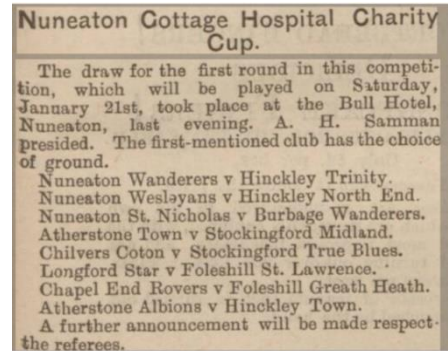 Nuneaton Cottage Hospital Charity
Cup.
The draw for the first round in this competi-
tion, which will be played on Saturday,
January 21st, took place at the Bull Hotel,
Nuneaton, last evening. A. H. Samman
presided. The first-mentioned club has the choice
of ground.
Nuneaton Wanderers v Hinckley Trinity.
Nuneaton Wesleyans v Hinckley North End.
Nuneaton St. Nicholas v Burbage Wanderers.
Atherstone Town v Stockingford Midland.
Chilvers Coton v Stockingford True Blues.
Longford Star v Foleshill St. Lawrence.
Chapel End Rovers v Foleshill Greath Heath.
Atherstone Albions v Hinckley Town.
A further announcement will be made respect-
the referees.